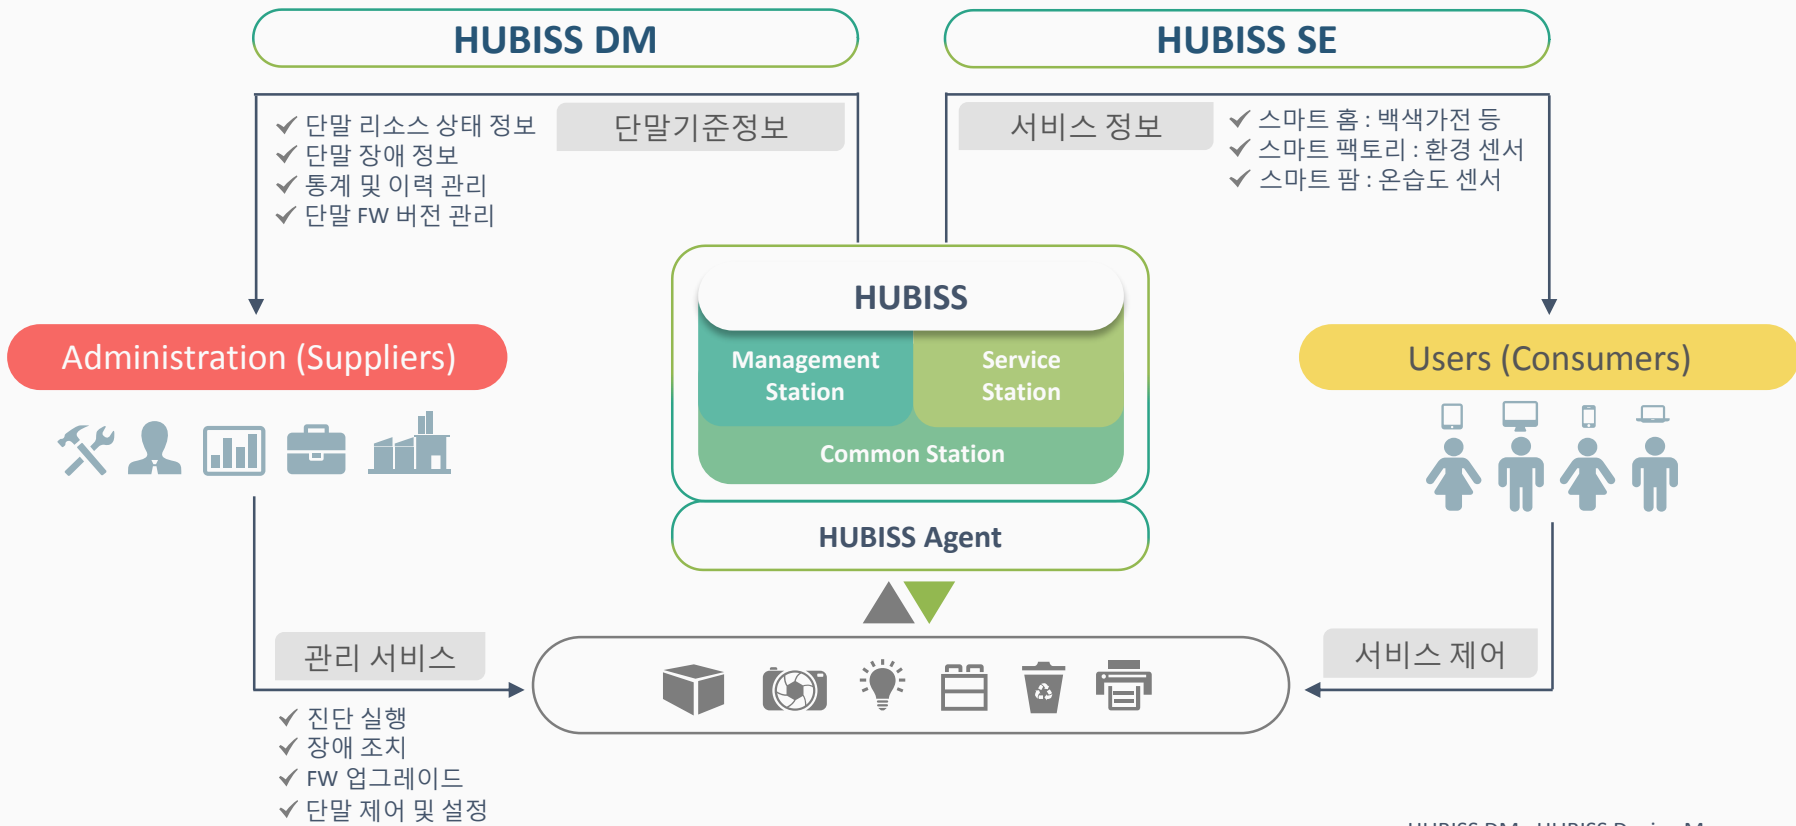 HUBISS DM
HUBISS SE
단말 리소스 상태 정보
단말 장애 정보
통계 및 이력 관리
단말 FW 버전 관리
단말기준정보
서비스 정보
스마트 홈 : 백색가전 등
스마트 팩토리 : 환경 센서
스마트 팜 : 온습도 센서
HUBISS
Management
Station
Service
Station
Common Station
HUBISS Agent
Administration (Suppliers)
Users (Consumers)
관리 서비스
서비스 제어
진단 실행
장애 조치
FW 업그레이드
단말 제어 및 설정